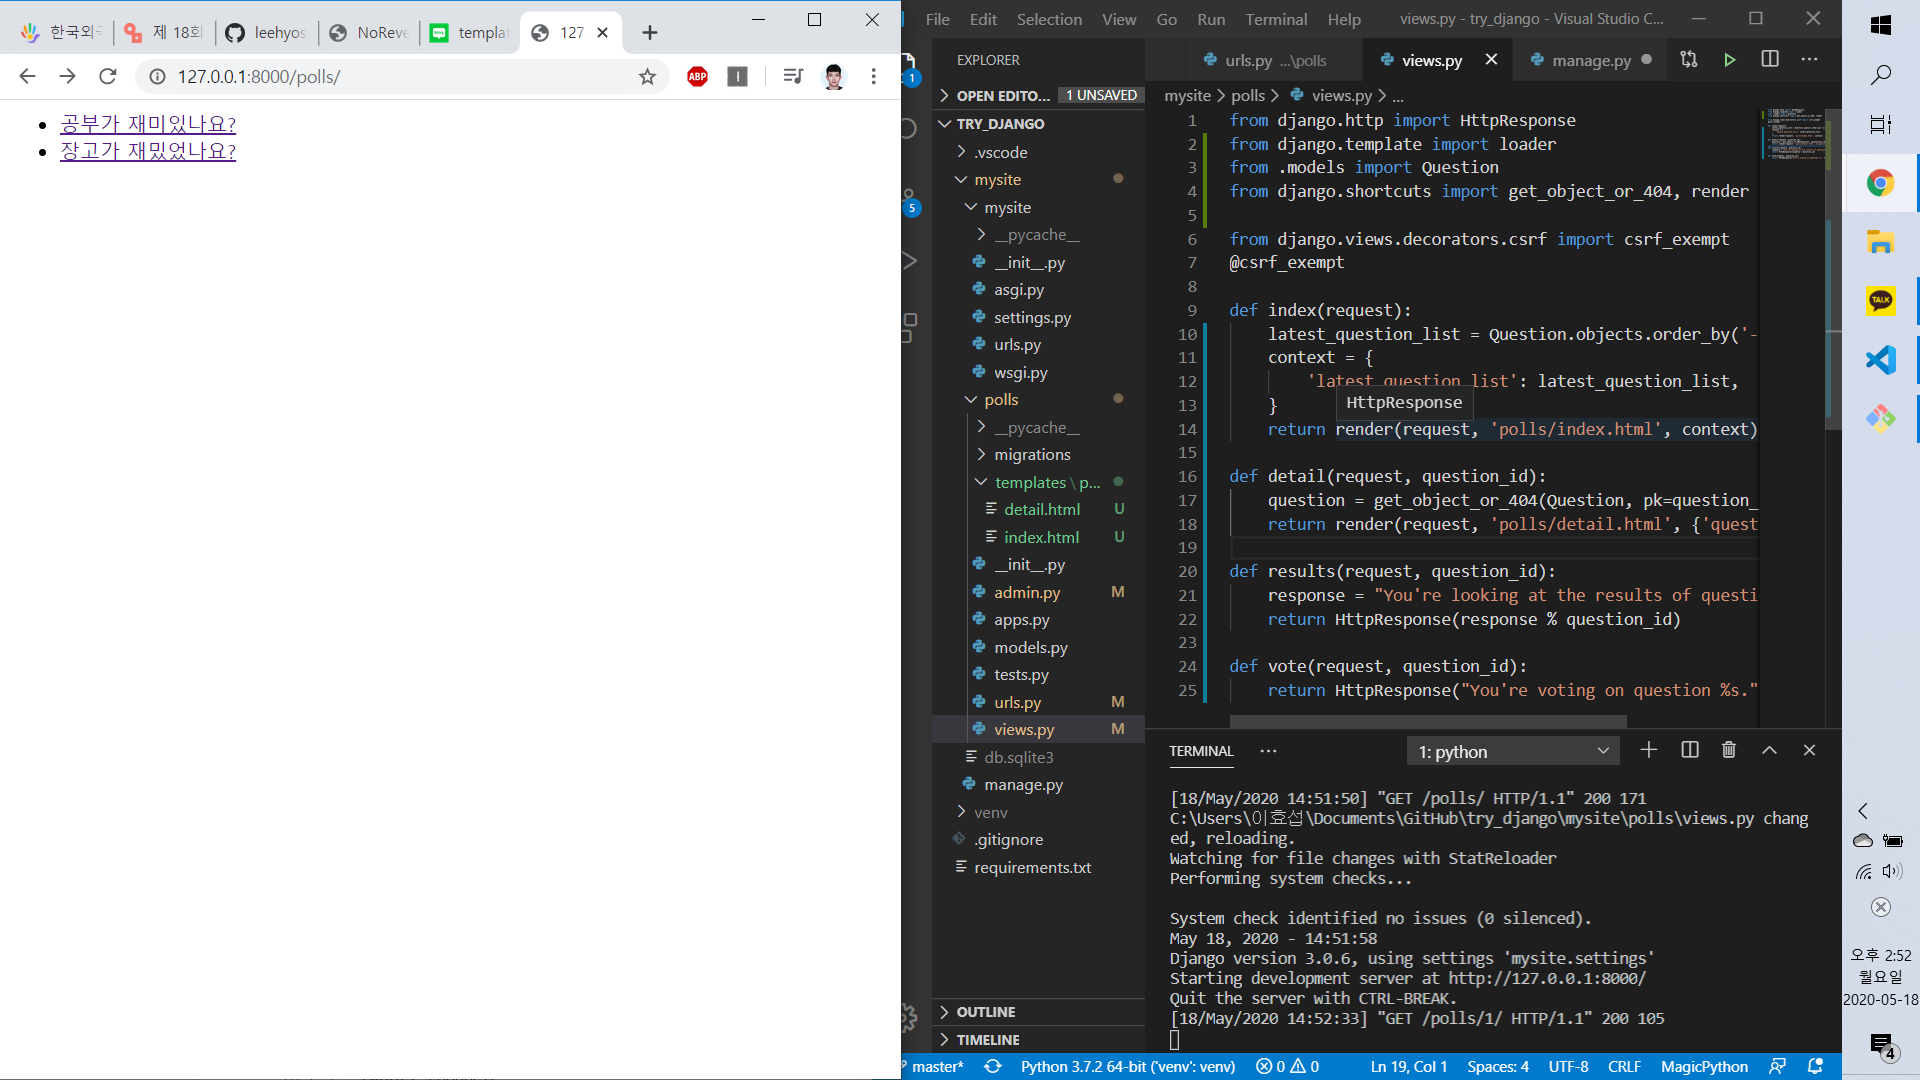 한국외국
제 18회
leehyos
NoReve
templat
127
127.0.0.1:8000/polls/
ABP
공부가 재미있나요?
장고가 재밌었나요?
File Edit Selection View Go Run Terminal Help views.py - try_django - Visual Studio C...
EXPLORER
OPEN EDITO... 1 UNSAVED
TRY_DJANGO
.vscode
mysite
mysite
__pycache__
__init__.py
asgi.py
settings.py
urls.py
wsgi.py
polls
__pycache__
migrations
templates \ p...
detail.html U
index.html U
__init__.py
admin.py M
apps.py
models.py
tests.py
urls.py M
views.py M
db.sqlite3
manage.py
venv
.gitignore
requirements.txt
OUTLINE
TIMELINE
1
5
urls.py ...\polls
views.py
manage.py
mysite > polls > views.py > ...
1 from django.http import HttpResponse
2 from django.template import loader
3 from .models import Question
4 from django.shortcuts import get_object_or_404, render
5
6 from django.views.decorators.csrf import csrf_exempt
7 @csrf_exempt
8
9 def index(request):
10 latest_question_list = Question.objects.order_by('-
11 context = {
12 'latest_question_list': latest_question_list,
13 }
HttpResponse
14 return render(request, 'polls/index.html', context)
15
16 def detail(request, question_id):
17 question = get_object_or_404(Question, pk=question_
18 return render(request, 'polls/detail.html', {'quest
19
20 def results(request, question_id):
21 response = "You're looking at the results of questi
22 return HttpResponse(response % question_id)
23
24 def vote(request, question_id):
25 return HttpResponse("You're voting on question %s."
TERMINAL ... 1: python
[18/May/2020 14:51:50] "GET /polls/ HTTP/1.1" 200 171
C:\Users\이효섭\Documents\GitHub\try_django\mysite\polls\views.py chang
ed, reloading.
Watching for file changes with StatReloader
Performing system checks...
System check identified no issues (0 silenced).
May 18, 2020 - 14:51:58
Django version 3.0.6, using settings 'mysite.settings'
Starting development server at http://127.0.0.1:8000/
Quit the server with CTRL-BREAK.
[18/May/2020 14:52:33] "GET /polls/1/ HTTP/1.1" 200 105
master* Python 3.7.2 64-bit ('venv': venv) 0 0 Ln 19, Col 1 Spaces: 4 UTF-8 CRLF MagicPython
TALK
오후 2:52
월요일
2020-05-18
4